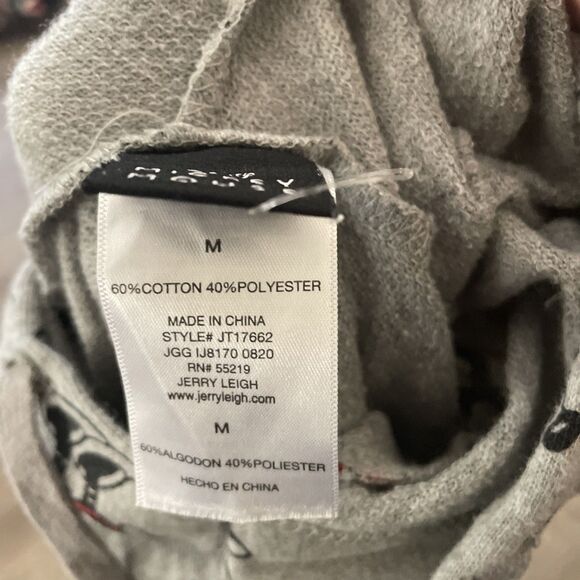 M
60%COTTON 40%POLYESTER
MADE IN CHINA
STYLE# JT17662
JGG IJ8170 0820
RN# 55219
JERRY LEIGH
www.jerryleigh.com
M
60%ALGODON 40%POLIESTER
HECHO EN CHINA